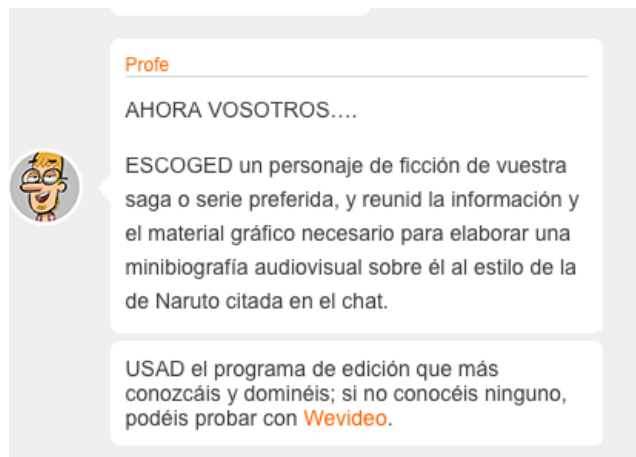 Profe
AHORA VOSOTROS....
ESCOGED un personaje de ficción de vuestra
saga o serie preferida, y reunid la información y
el material gráfico necesario para elaborar una
minibiografía audiovisual sobre él al estilo de la
de Naruto citada en el chat.
USAD el programa de edición que más
conozcáis y dominéis; si no conocéis ninguno,
podéis probar con Wevideo.